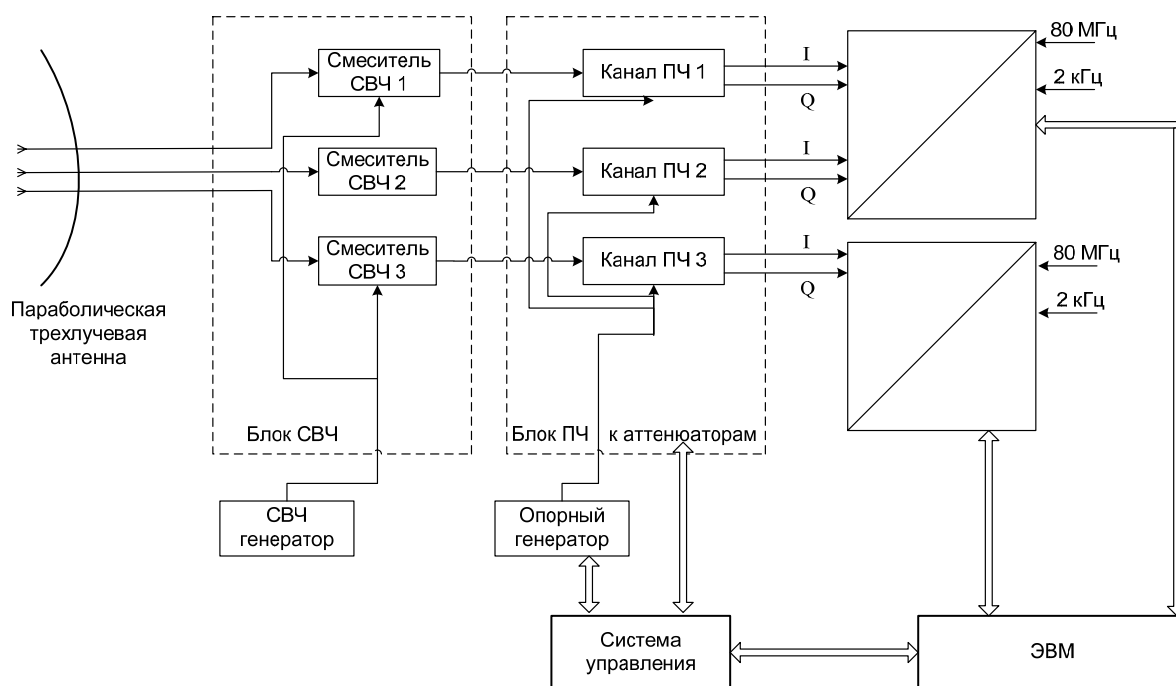 Смеситель
СВЧ 1
Канал ПЧ 1
I
Q
80 МГц
2 кГц
Смеситель
СВЧ 2
Канал ПЧ 2
I
Q
Смеситель
СВЧ 3
Канал ПЧ 3
I
Q
80 МГц
2 кГц
Параболическая
трехлучевая
антенна
Блок СВЧ
Блок ПЧ
к аттенюаторам
СВЧ
генератор
Опорный
генератор
Система
управления
ЭВМ